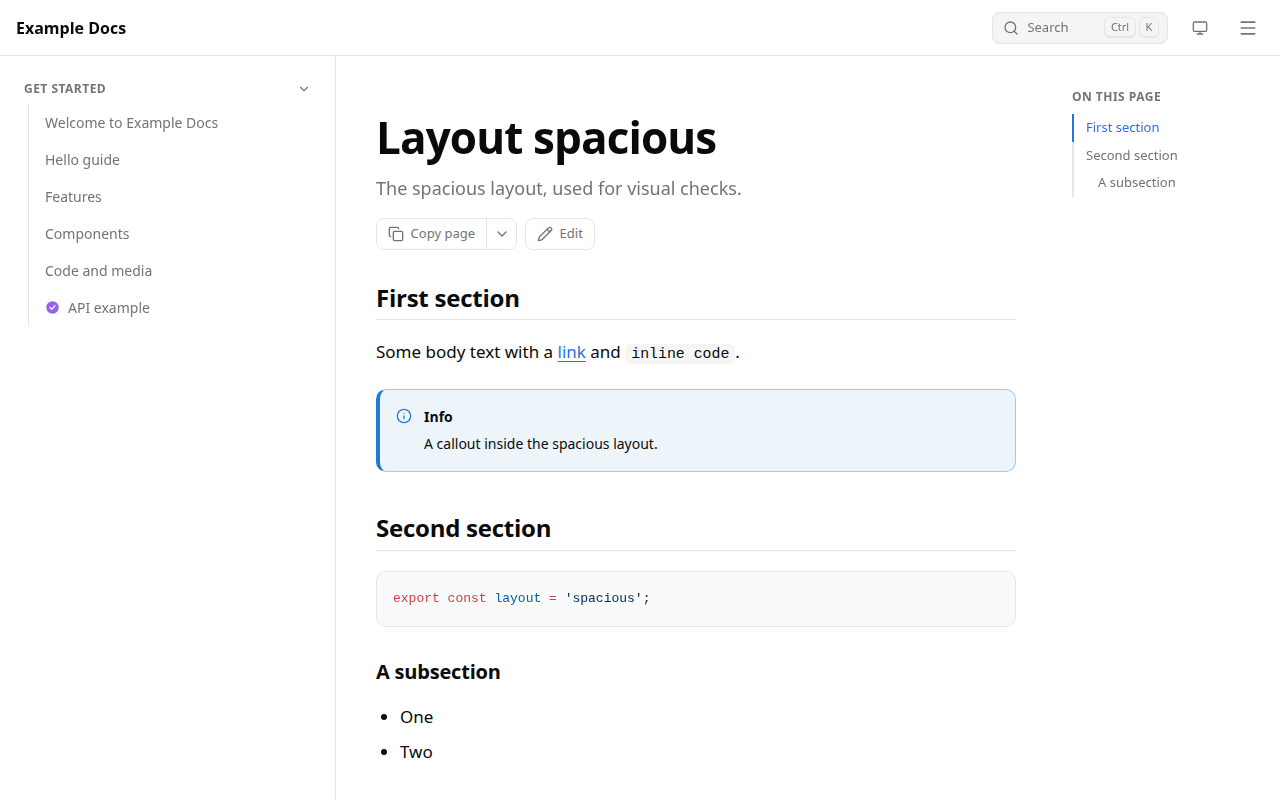 Example Docs
Search Ctrl K
GET STARTED
Welcome to Example Docs
Hello guide
Features
Components
Code and media
API example
Layout spacious
The spacious layout, used for visual checks.
Copy page
Edit
First section
Some body text with a link and inline code.
Info
A callout inside the spacious layout.
Second section
export const layout = 'spacious';
A subsection
One
Two
ON THIS PAGE
First section
Second section
A subsection